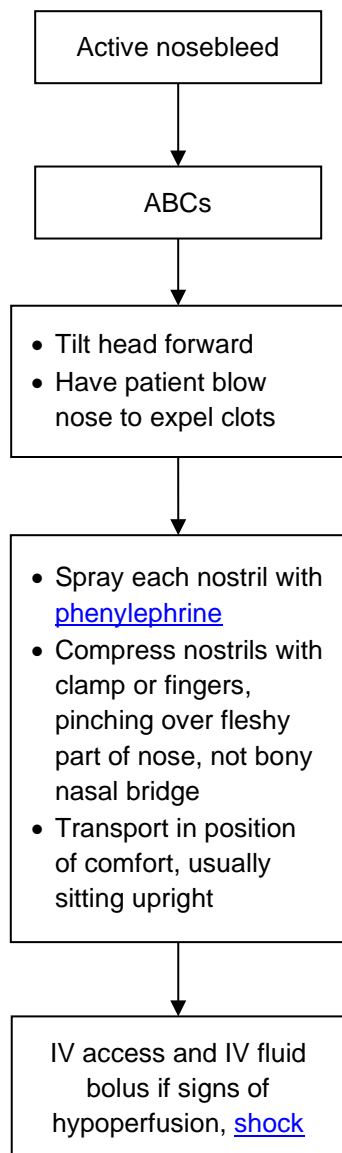 Active nosebleed
ABCs
• Tilt head forward
• Have patient blow
nose to expel clots
• Spray each nostril with
phenylephrine
• Compress nostrils with
clamp or fingers,
pinching over fleshy
part of nose, not bony
nasal bridge
• Transport in position
of comfort, usually
sitting upright
IV access and IV fluid
bolus if signs of
hypoperfusion, shock